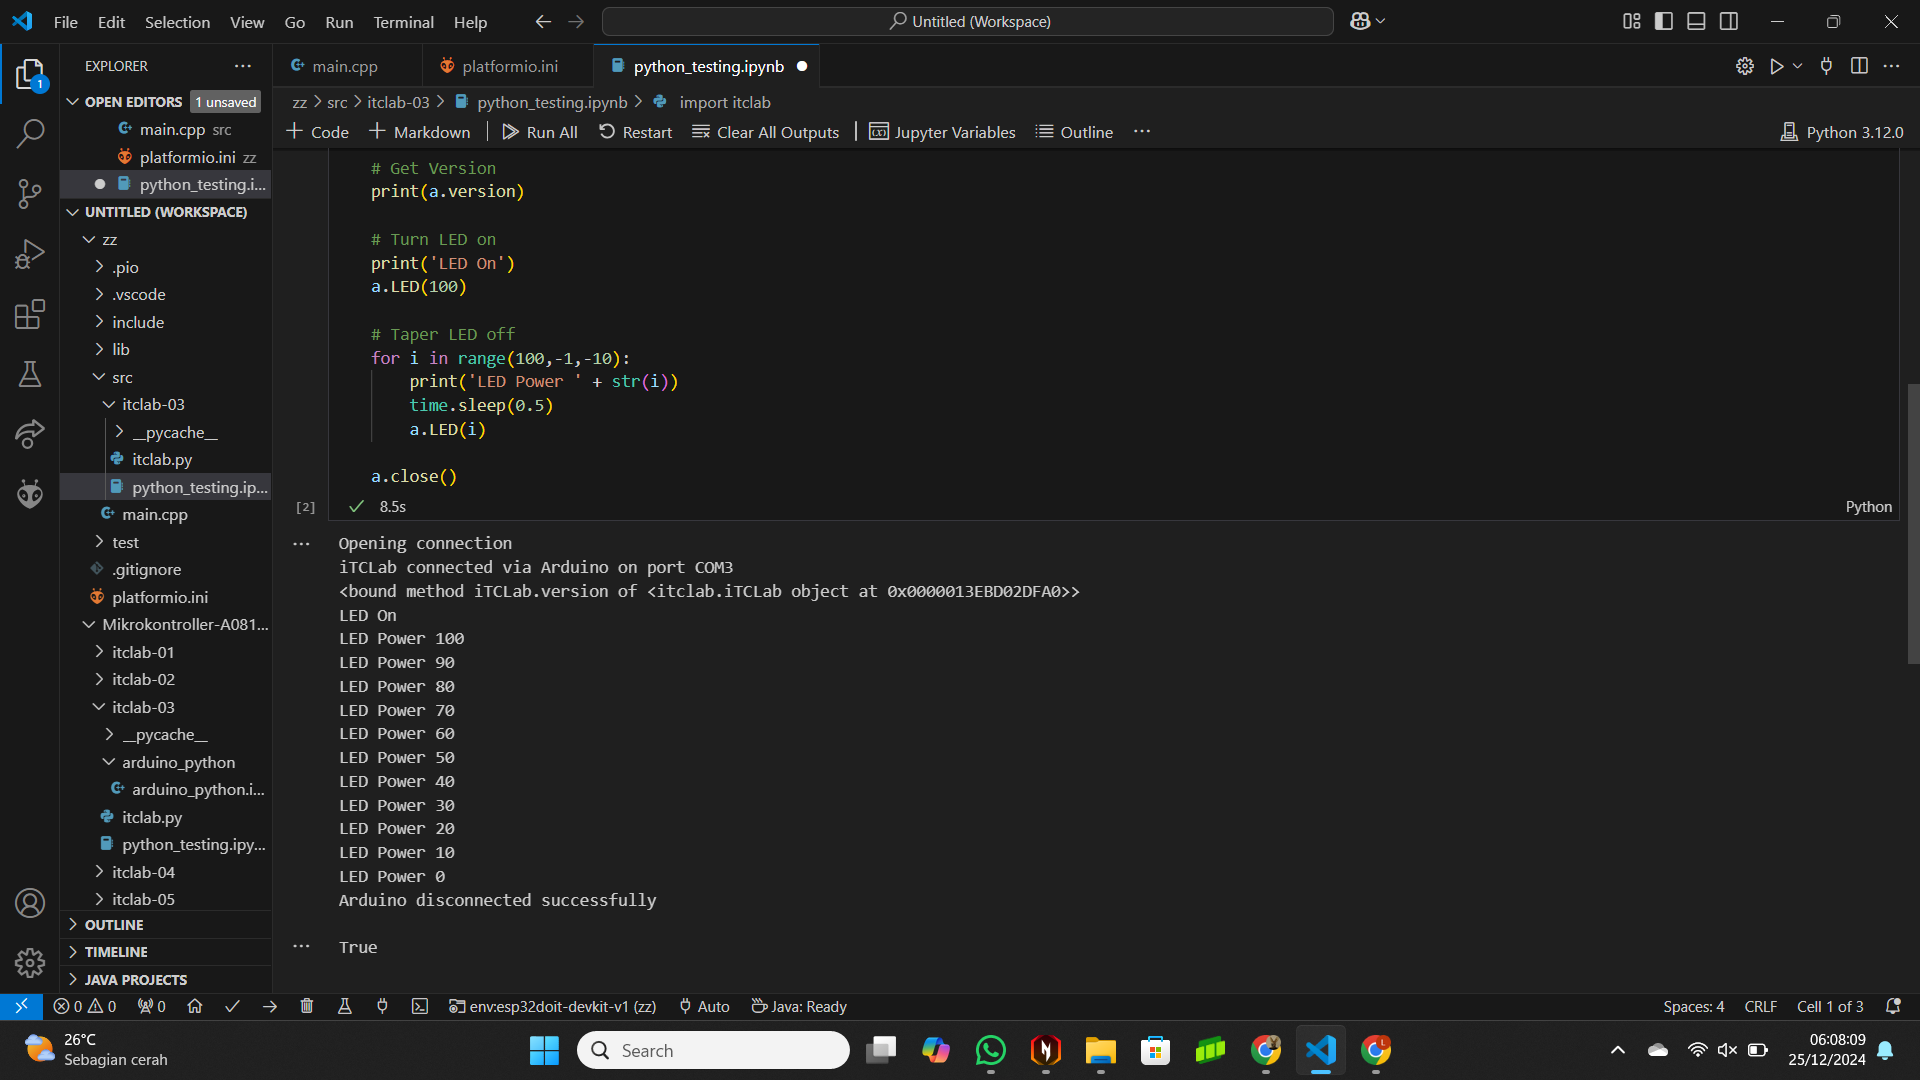 File Edit Selection View Go Run Terminal Help
Untitled (Workspace)
EXPLORER
main.cpp
platformio.ini
python_testing.ipynb
OPEN EDITORS 1 unsaved
main.cpp src
platformio.ini zz
python_testing.i...
UNTITLED (WORKSPACE)
zz
.pio
.vscode
include
lib
src
itclab-03
__pycache__
itclab.py
python_testing.ip...
main.cpp
test
.gitignore
platformio.ini
Mikrokontroller-A081...
itclab-01
itclab-02
itclab-03
__pycache__
arduino_python
arduino_python.i...
itclab.py
python_testing.ipy...
itclab-04
itclab-05
OUTLINE
TIMELINE
JAVA PROJECTS
zz > src > itclab-03 > python_testing.ipynb > import itclab
+ Code + Markdown | Run All Restart Clear All Outputs | Jupyter Variables Outline ...
Python 3.12.0
# Get Version
print(a.version)
# Turn LED on
print('LED On')
a.LED(100)
# Taper LED off
for i in range(100,-1,-10):
print('LED Power ' + str(i))
time.sleep(0.5)
a.LED(i)
a.close()
[2] 8.5s Python
Opening connection
iTCLab connected via Arduino on port COM3
<bound method iTCLab.version of <itclab.iTCLab object at 0x0000013EBD02DFA0>>
LED On
LED Power 100
LED Power 90
LED Power 80
LED Power 70
LED Power 60
LED Power 50
LED Power 40
LED Power 30
LED Power 20
LED Power 10
LED Power 0
Arduino disconnected successfully
True
0 0 0 env:esp32doit-devkit-v1 (zz) Auto Java: Ready Spaces: 4 CRLF Cell 1 of 3
26°C
Sebagian cerah
Search
06:08:09
25/12/2024